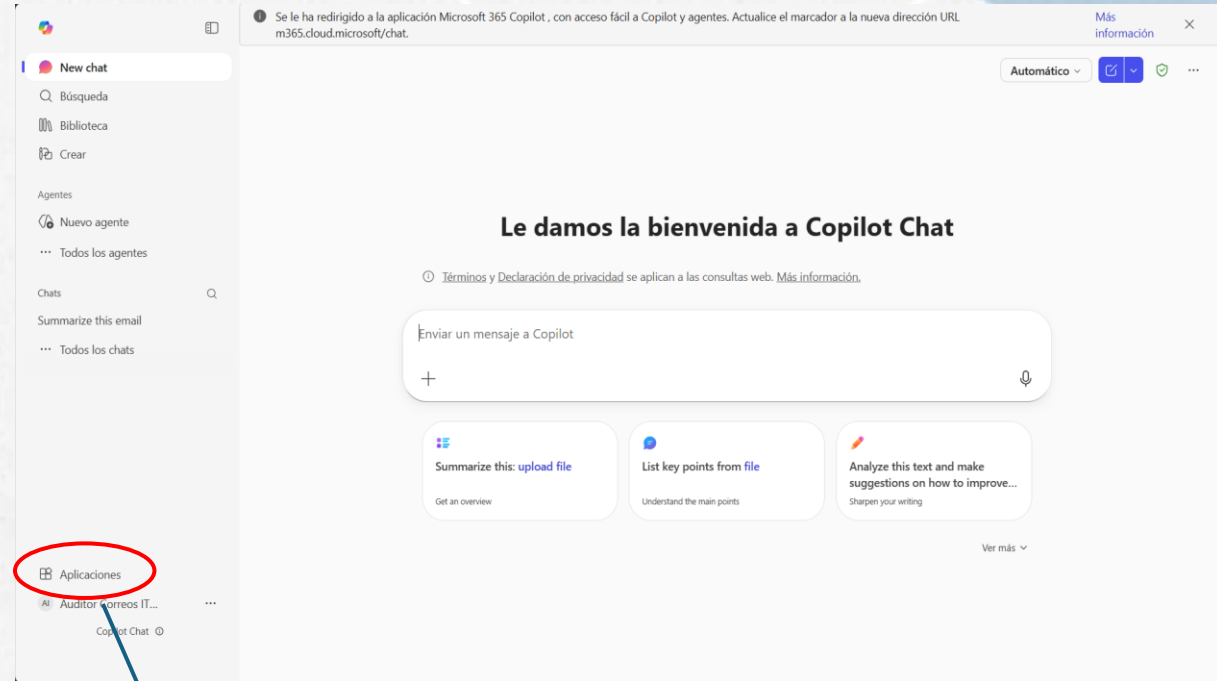 Se le ha redirigido a la aplicación Microsoft 365 Copilot , con acceso fácil a Copilot y agentes. Actualice el marcador a la nueva dirección URL
m365.cloud.microsoft/chat.
Más
información
New chat
Búsqueda
Biblioteca
Crear
Agentes
Nuevo agente
Todos los agentes
Chats
Summarize this email
Todos los chats
Aplicaciones
AI Auditor Correos IT...
Copilot Chat
Automático
Le damos la bienvenida a Copilot Chat
Términos y Declaración de privacidad se aplican a las consultas web. Más información.
Enviar un mensaje a Copilot
Summarize this: upload file
Get an overview
List key points from file
Understand the main points
Analyze this text and make
suggestions on how to improve...
Sharpen your writing
Ver más